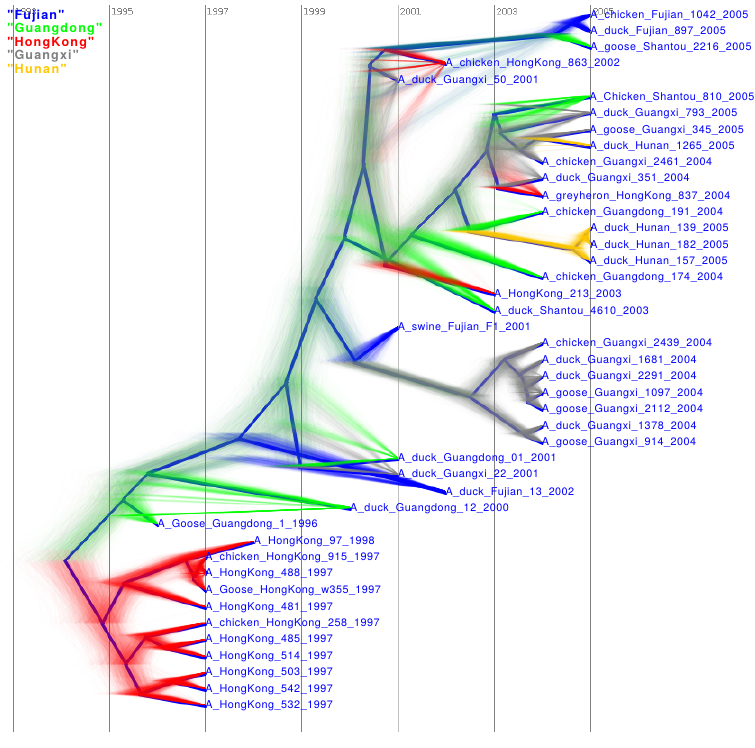 1993 1995 1997 1999 2001 2003 2005
"Fujian"
"Guangdong"
"HongKong"
"Guangxi"
"Hunan"
A_chicken_Fujian_1042_2005
A_duck_Fujian_897_2005
A_goose_Shantou_2216_2005
A_chicken_HongKong_863_2002
A_duck_Guangxi_50_2001
A_Chicken_Shantou_810_2005
A_duck_Guangxi_793_2005
A_goose_Guangxi_345_2005
A_duck_Hunan_1265_2005
A_chicken_Guangxi_2461_2004
A_duck_Guangxi_351_2004
A_greyheron_HongKong_837_2004
A_chicken_Guangdong_191_2004
A_duck_Hunan_139_2005
A_duck_Hunan_182_2005
A_duck_Hunan_157_2005
A_chicken_Guangdong_174_2004
A_HongKong_213_2003
A_duck_Shantou_4610_2003
A_swine_Fujian_F1_2001
A_chicken_Guangxi_2439_2004
A_duck_Guangxi_1681_2004
A_duck_Guangxi_2291_2004
A_goose_Guangxi_1097_2004
A_goose_Guangxi_2112_2004
A_duck_Guangxi_1378_2004
A_goose_Guangxi_914_2004
A_duck_Guangdong_01_2001
A_duck_Guangxi_22_2001
A_duck_Fujian_13_2002
A_duck_Guangdong_12_2000
A_Goose_Guangdong_1_1996
A_HongKong_97_1998
A_chicken_HongKong_915_1997
A_HongKong_488_1997
A_Goose_HongKong_w355_1997
A_HongKong_481_1997
A_chicken_HongKong_258_1997
A_HongKong_485_1997
A_HongKong_514_1997
A_HongKong_503_1997
A_HongKong_542_1997
A_HongKong_532_1997